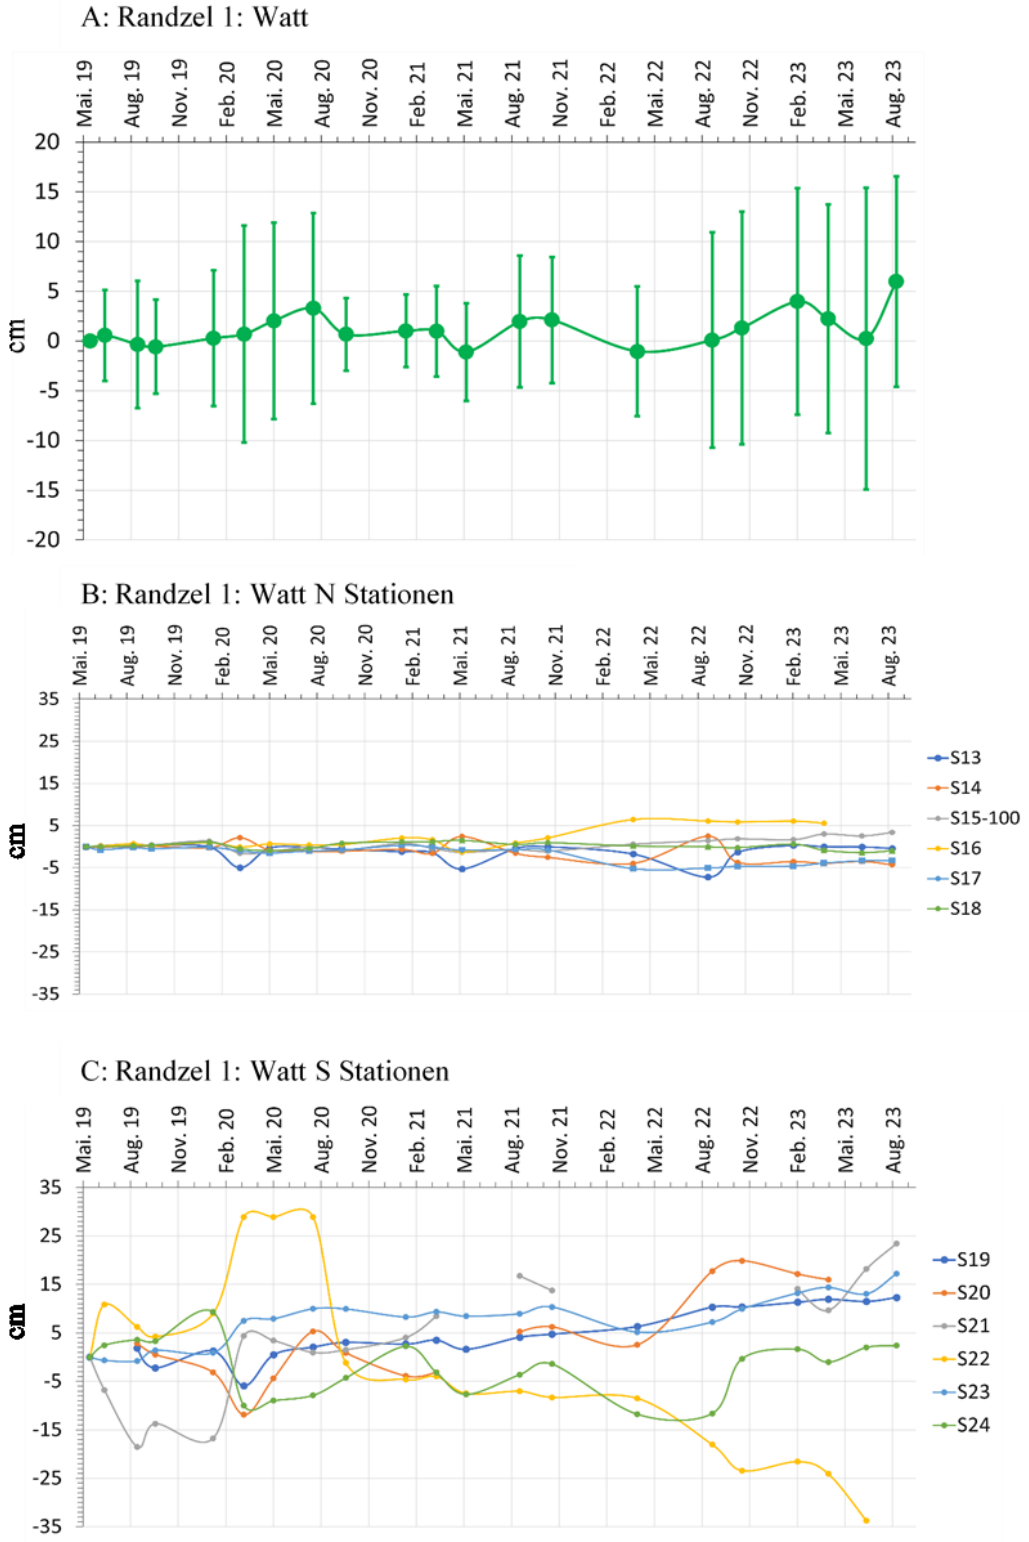 A: Randzel 1: Watt
Mai. 19 Aug. 19 Nov. 19 Feb. 20 Mai. 20 Aug. 20 Nov. 20 Feb. 21 Mai. 21 Aug. 21 Nov. 21 Feb. 22 Mai. 22 Aug. 22 Nov. 22 Feb. 23 Mai. 23 Aug. 23
20
15
10
5
0
-5
-10
-15
-20
cm
B: Randzel 1: Watt N Stationen
Mai. 19 Aug. 19 Nov. 19 Feb. 20 Mai. 20 Aug. 20 Nov. 20 Feb. 21 Mai. 21 Aug. 21 Nov. 21 Feb. 22 Mai. 22 Aug. 22 Nov. 22 Feb. 23 Mai. 23 Aug. 23
35
25
15
5
-5
-15
-25
-35
cm
S13
S14
S15-100
S16
S17
S18
C: Randzel 1: Watt S Stationen
Mai. 19 Aug. 19 Nov. 19 Feb. 20 Mai. 20 Aug. 20 Nov. 20 Feb. 21 Mai. 21 Aug. 21 Nov. 21 Feb. 22 Mai. 22 Aug. 22 Nov. 22 Feb. 23 Mai. 23 Aug. 23
35
25
15
5
-5
-15
-25
-35
cm
S19
S20
S21
S22
S23
S24